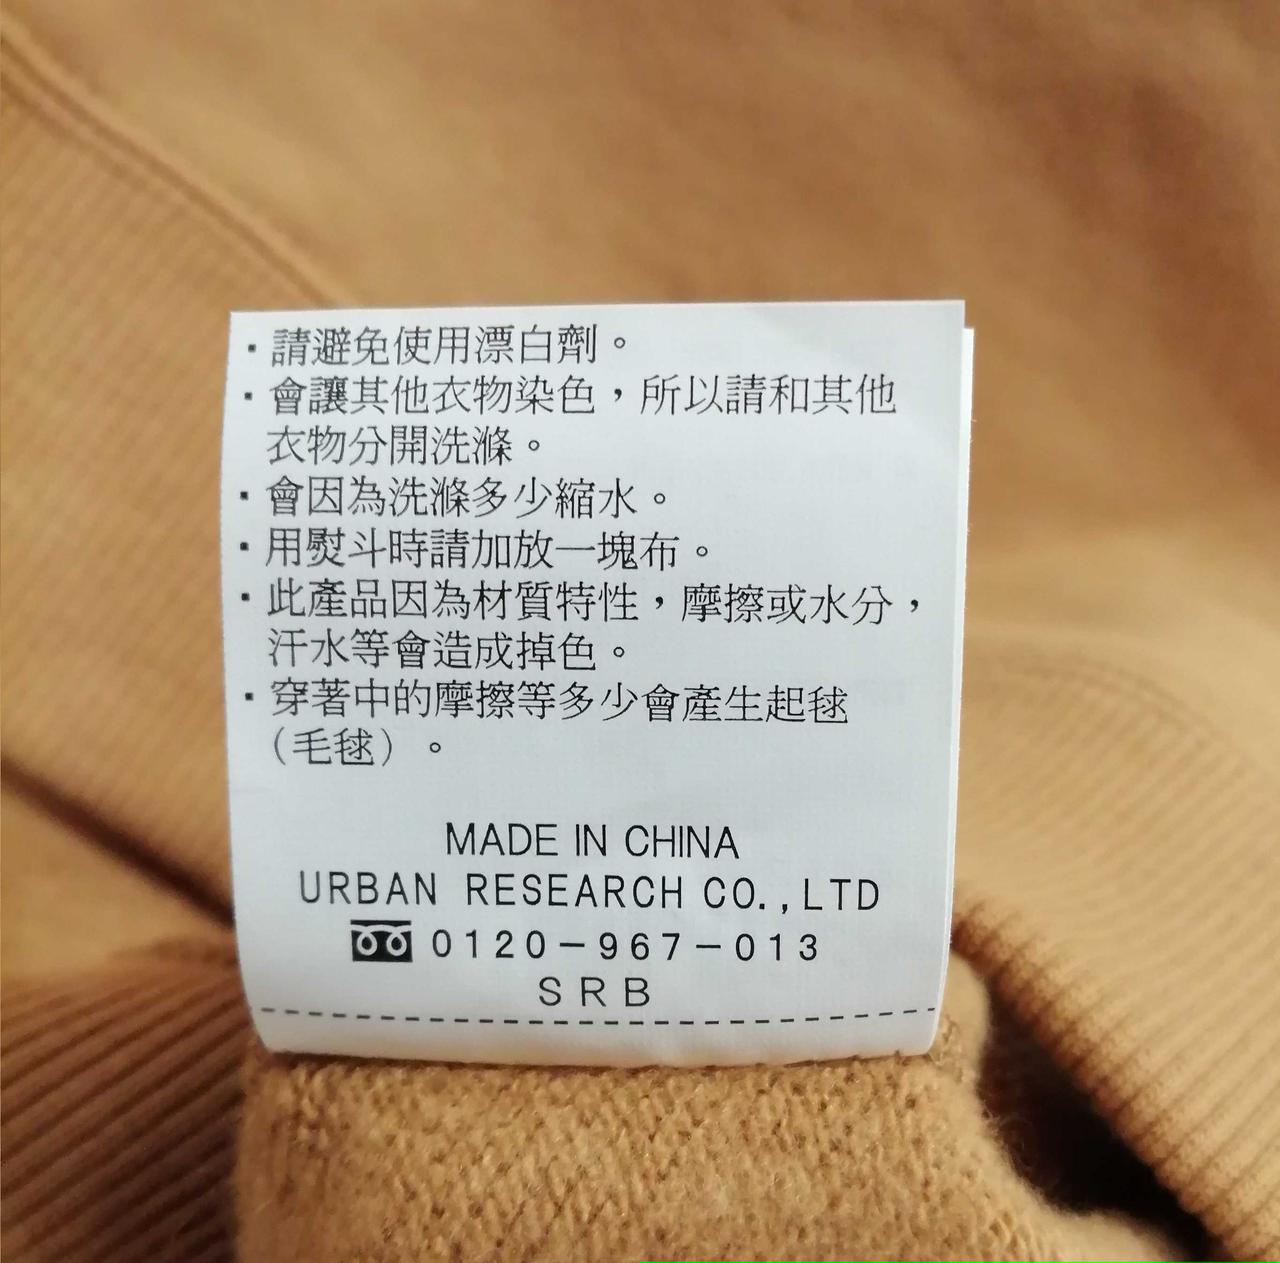 ・請避免使用漂白劑。
・會讓其他衣物染色，所以請和其他
衣物分開洗滌。
・會因為洗滌多少縮水。
・用熨斗時請加放一塊布。
・此產品因為材質特性，摩擦或水分，
汗水等會造成掉色。
・穿著中的摩擦等多少會產生起毬
(毛毬)。
MADE IN CHINA
URBAN RESEARCH CO.,LTD
0120-967-013
SRB